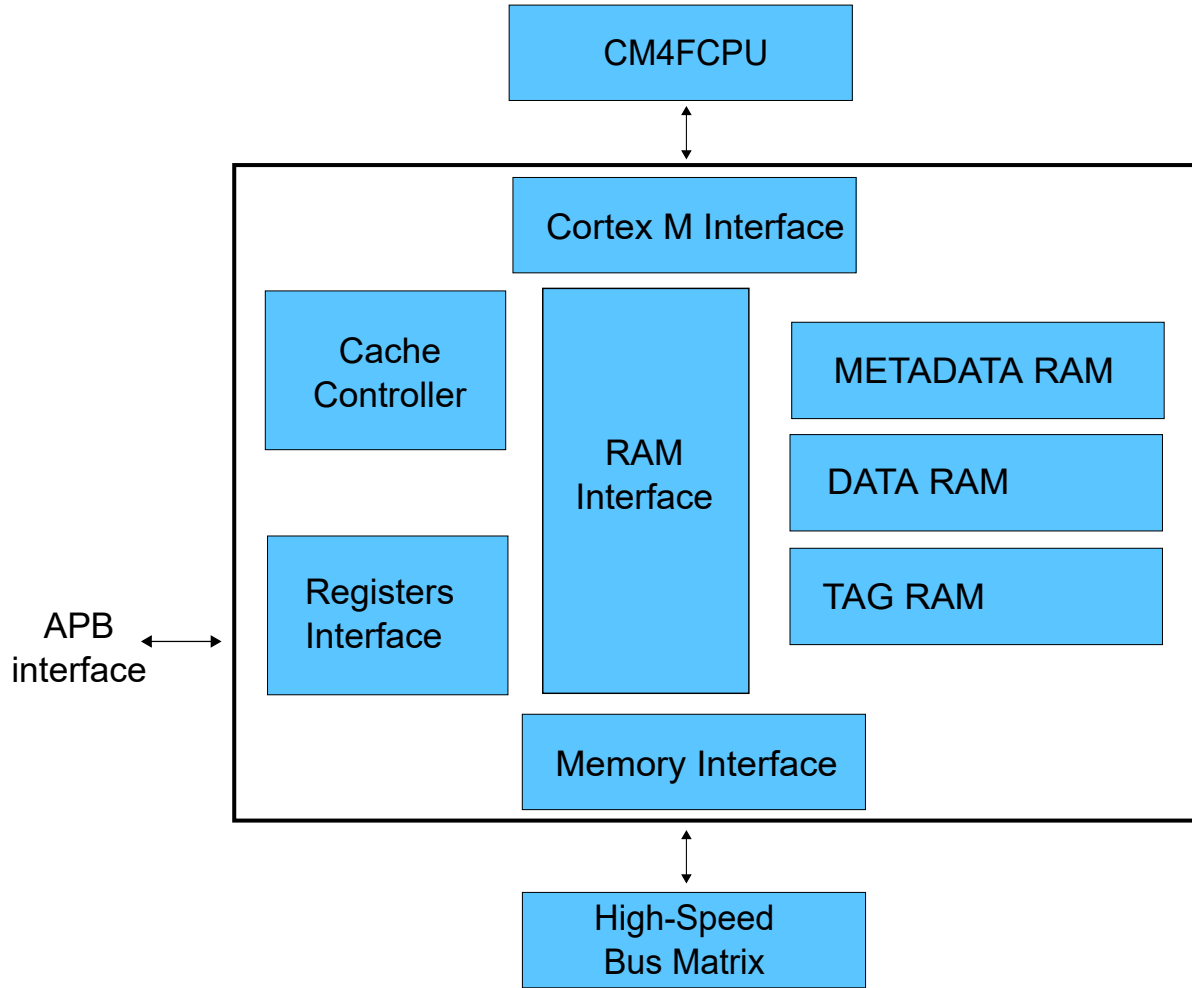 CM4FCPU
Cortex M Interface
Cache
Controller
RAM
Interface
METADATA RAM
DATA RAM
TAG RAM
Registers
Interface
APB
interface
Memory Interface
High-Speed
Bus Matrix